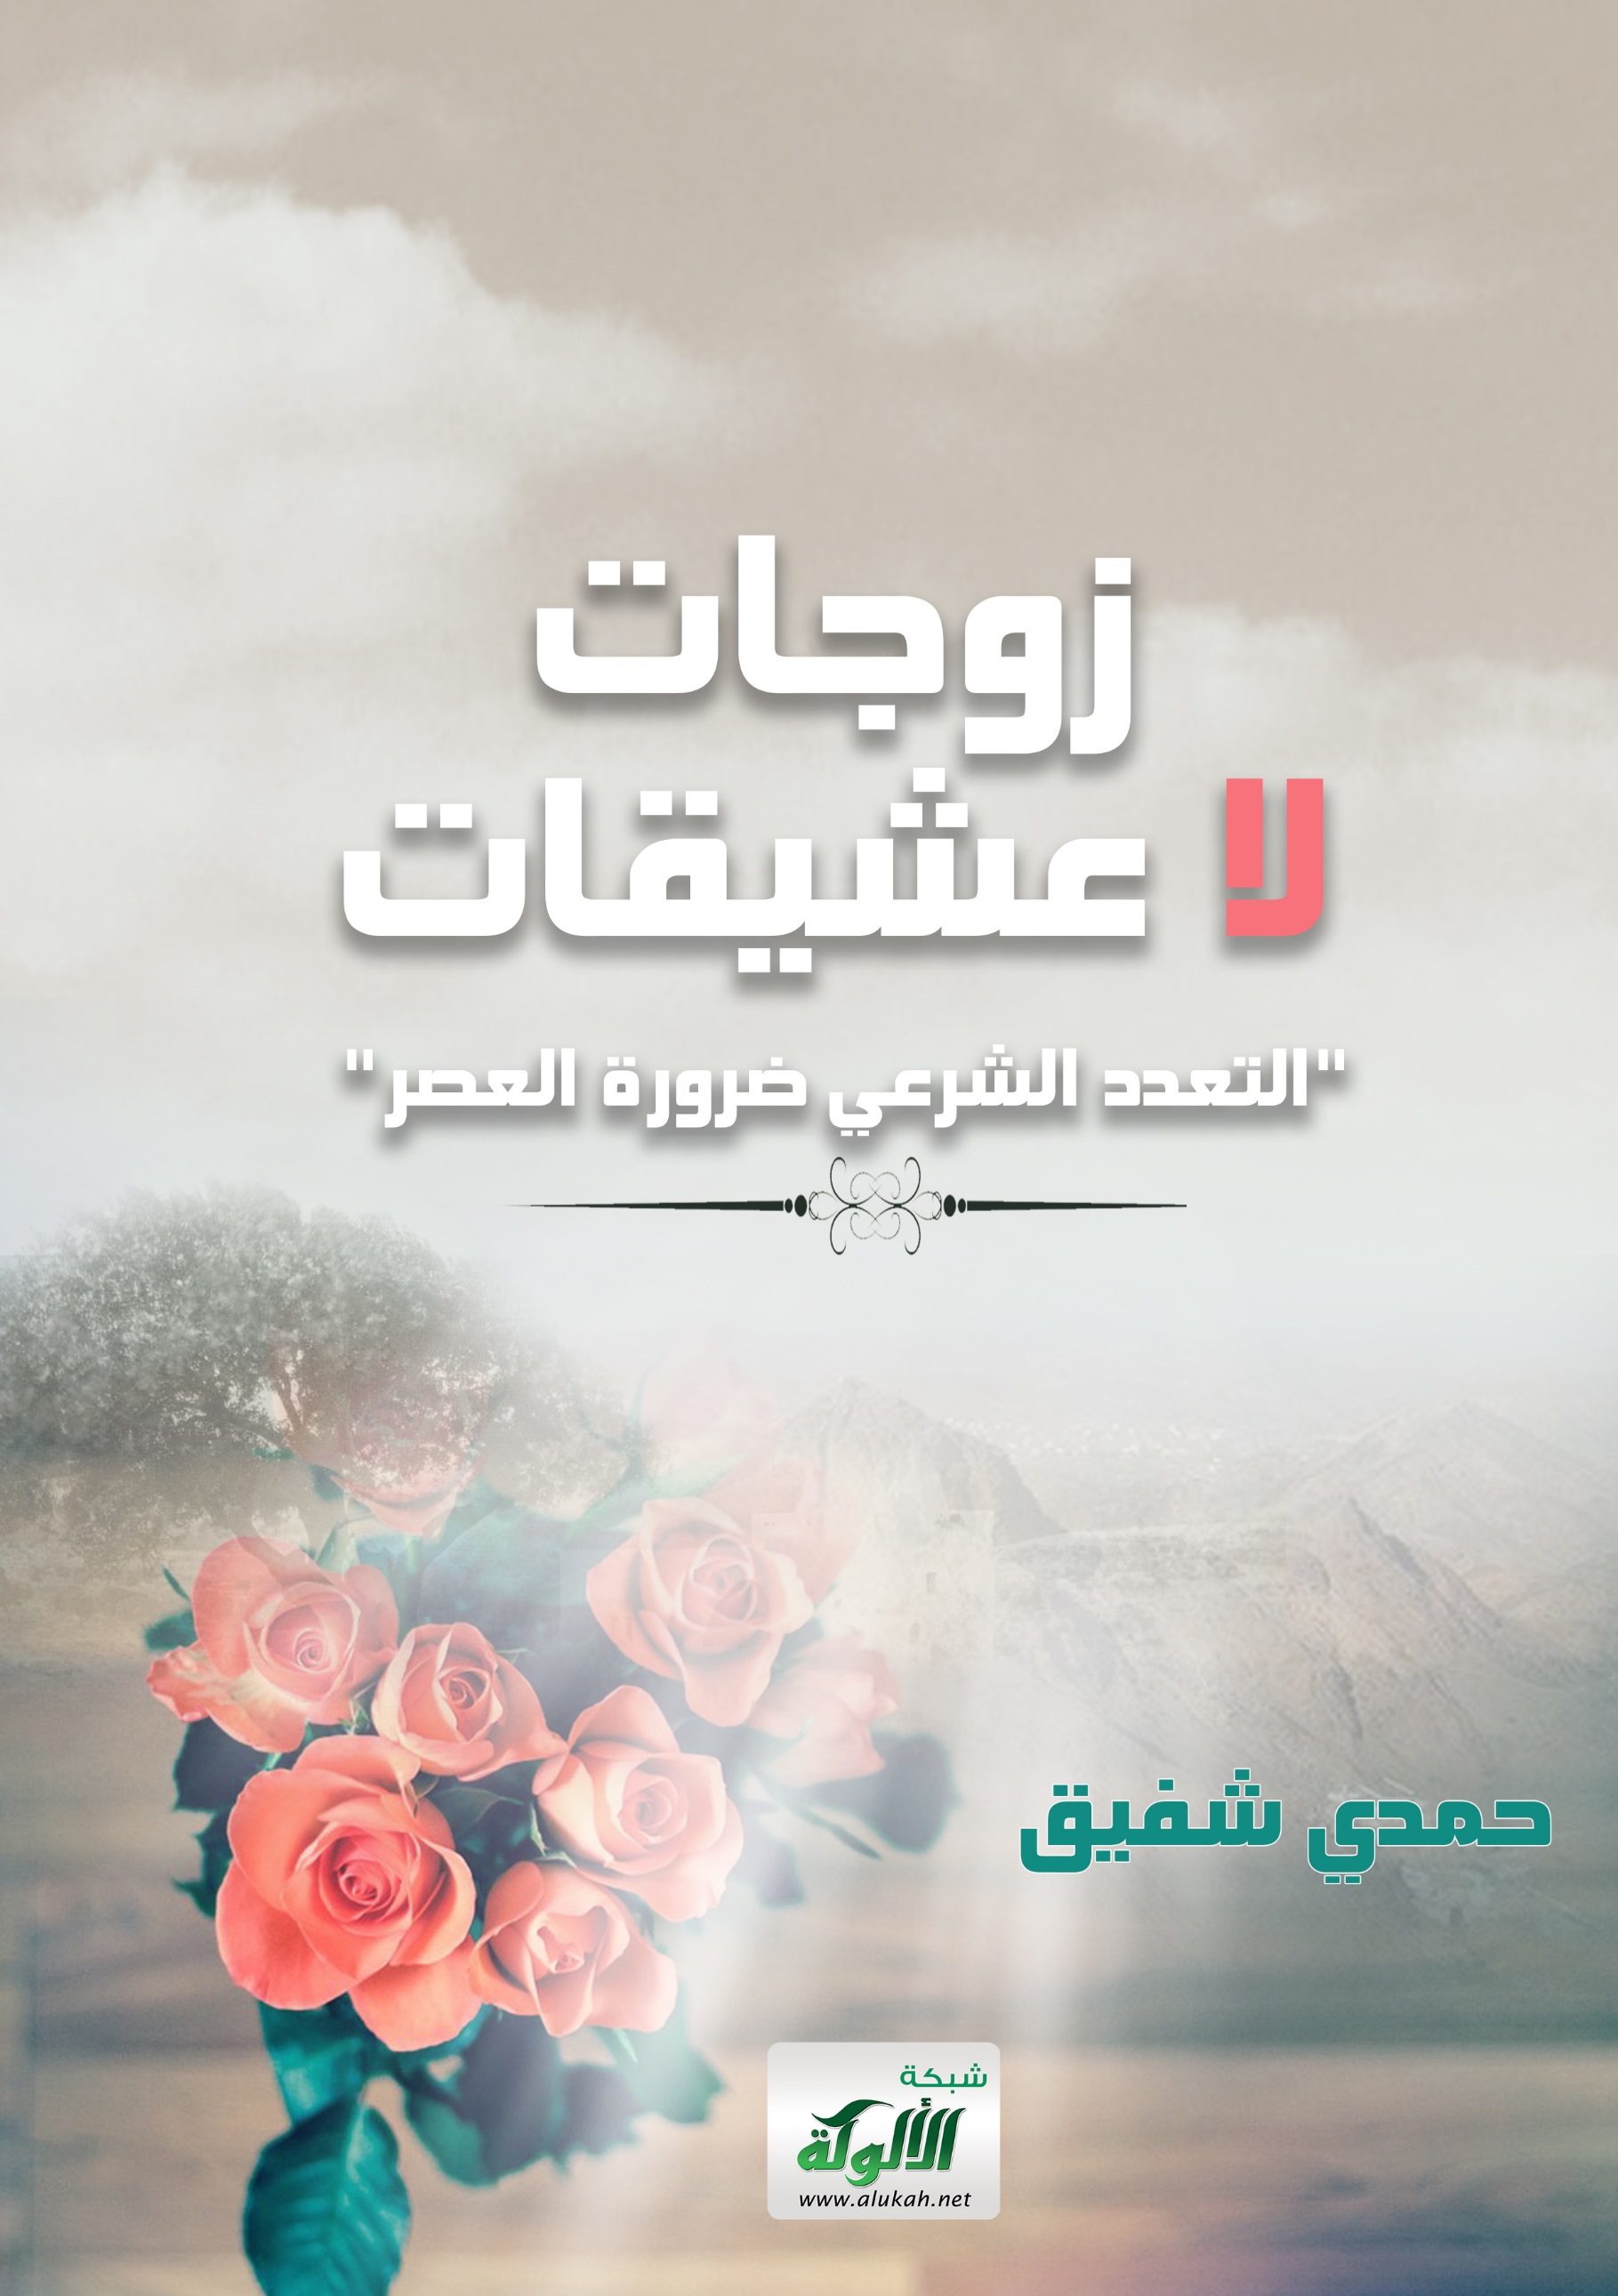 زوجات
لا عشيقات
"التعدد الشرعي ضرورة العصر"
حمدي شفيق
شبكة
الألوكة
www.alukah.net